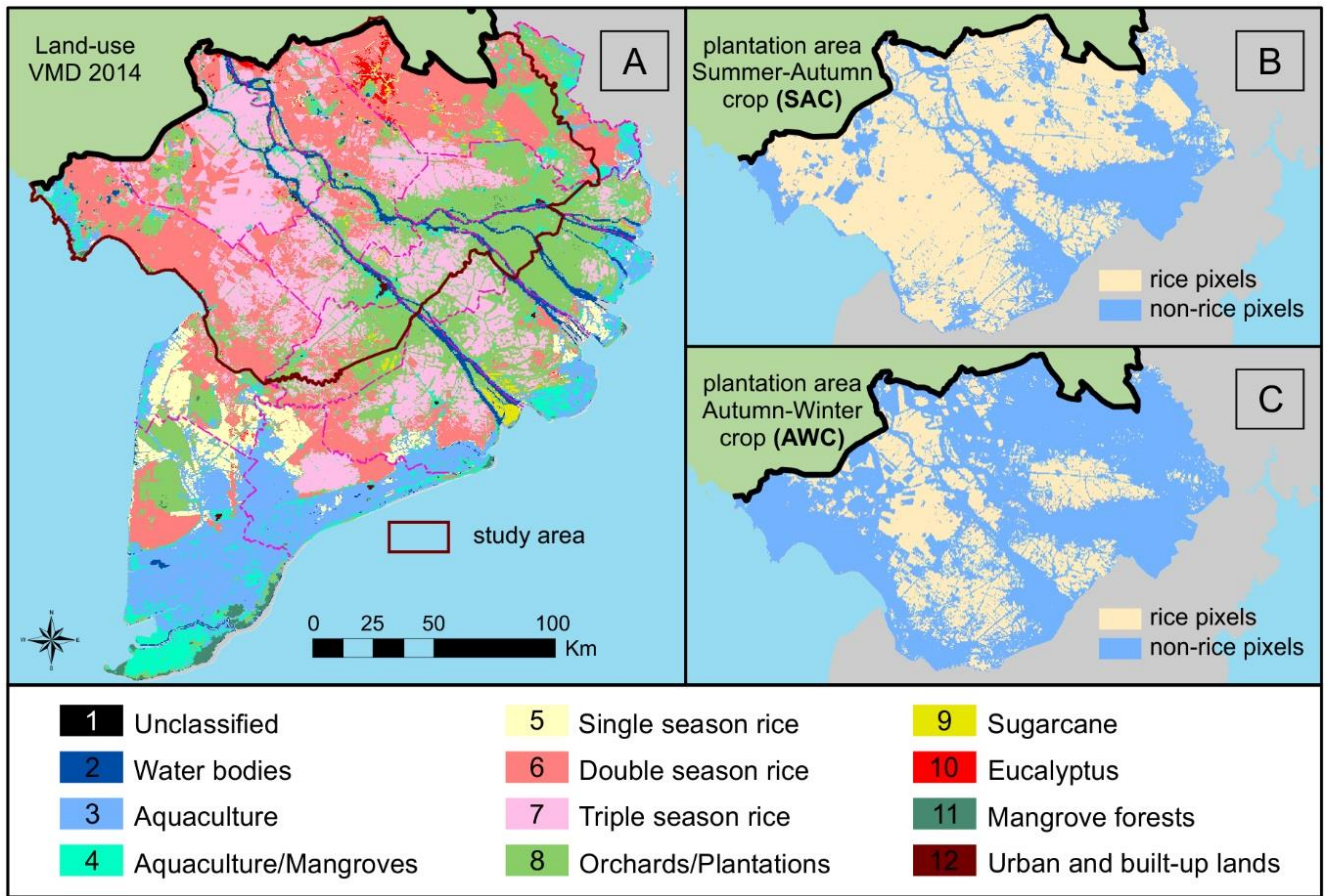 Land-use
VMD 2014
A
study area
0 25 50 100
Km
N
E
S
W
plantation area
Summer-Autumn
crop (SAC)
B
rice pixels
non-rice pixels
plantation area
Autumn-Winter
crop (AWC)
C
rice pixels
non-rice pixels
1 Unclassified
2 Water bodies
3 Aquaculture
4 Aquaculture/Mangroves
5 Single season rice
6 Double season rice
7 Triple season rice
8 Orchards/Plantations
9 Sugarcane
10 Eucalyptus
11 Mangrove forests
12 Urban and built-up lands